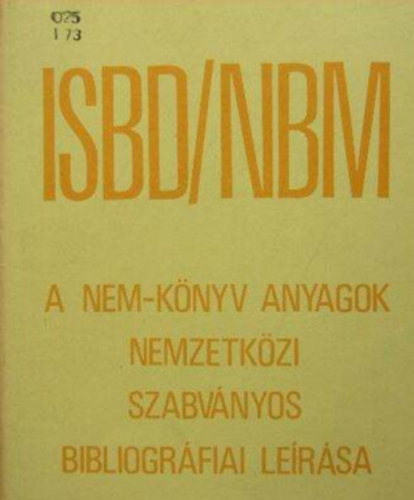 025
I 73
ISBD/NBM
A NEM-KÖNYV ANYAGOK
NEMZETKÖZI
SZABVÁNYOS
BIBLIOGRÁFIAI LEÍRÁSA